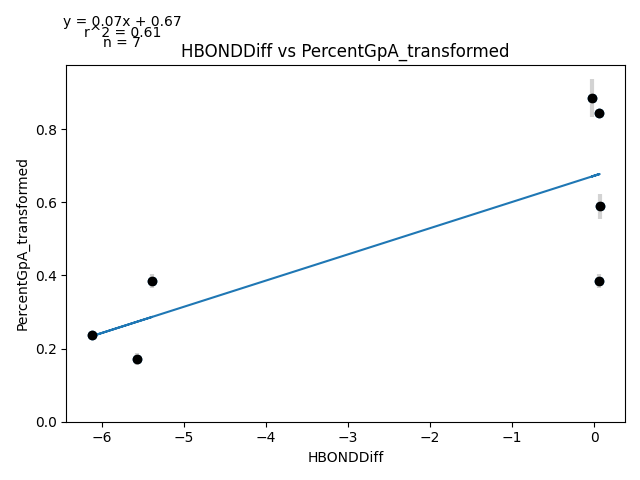 y = 0.07x + 0.67
r^2 = 0.61
n = 7
HBONDDiff vs PercentGpA_transformed
PercentGpA_transformed
0.8
0.6
0.4
0.2
0.0
−6
−5
−4
−3
−2
−1
0
HBONDDiff